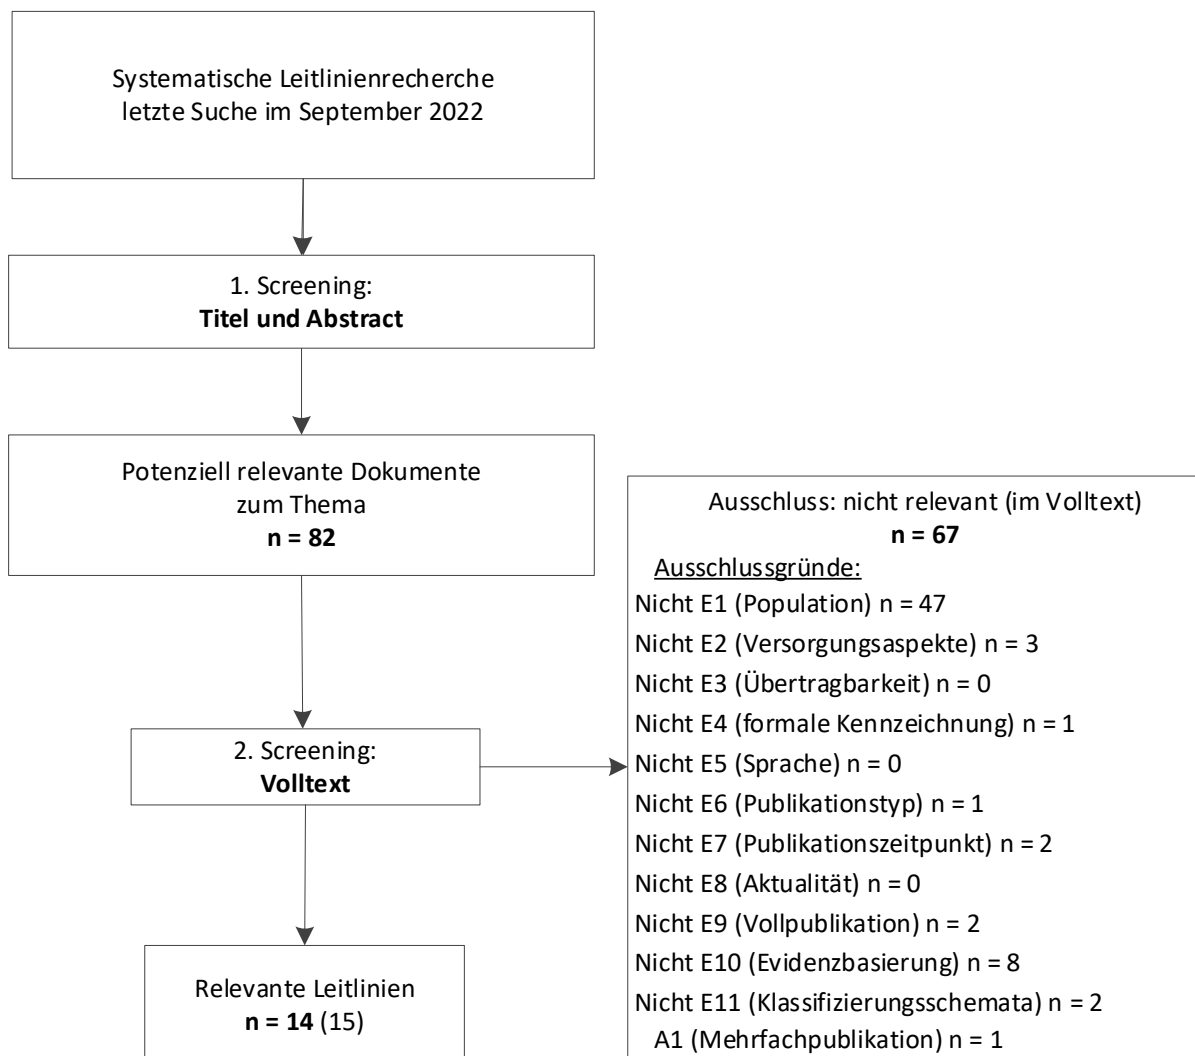 Systematische Leitlinienrecherche
letzte Suche im September 2022
1. Screening:
Titel und Abstract
Potenziell relevante Dokumente
zum Thema
n = 82
2. Screening:
Volltext
Ausschluss: nicht relevant (im Volltext)
n = 67
Ausschlussgründe:
Nicht E1 (Population) n = 47
Nicht E2 (Versorgungsaspekte) n = 3
Nicht E3 (Übertragbarkeit) n = 0
Nicht E4 (formale Kennzeichnung) n = 1
Nicht E5 (Sprache) n = 0
Nicht E6 (Publikationstyp) n = 1
Nicht E7 (Publikationszeitpunkt) n = 2
Nicht E8 (Aktualität) n = 0
Nicht E9 (Vollpublikation) n = 2
Nicht E10 (Evidenzbasierung) n = 8
Nicht E11 (Klassifizierungsschemata) n = 2
A1 (Mehrfachpublikation) n = 1
Relevante Leitlinien
n = 14 (15)